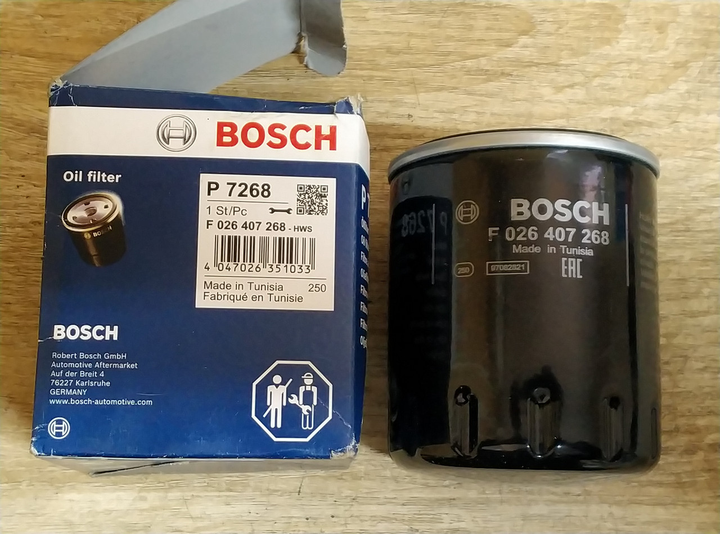 BOSCH
Oil filter
P 7268
1 St/Pc
F 026 407 268 - HWS
4 047026 351033
Made in Tunisia 250
Fabriqué en Tunisie
BOSCH
BOSCH
Robert Bosch GmbH
Automotive Aftermarket
Auf der Breit 4
76227 Karlsruhe
GERMANY
www.bosch-automotive.com
BOSCH
F 026 407 268
Made in Tunisia
250
97082821
EAC